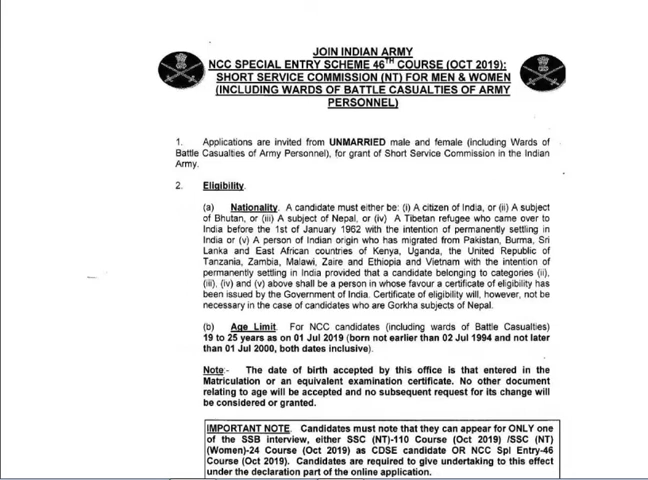 JOIN INDIAN ARMY
NCC SPECIAL ENTRY SCHEME 46TH COURSE (OCT 2019):
SHORT SERVICE COMMISSION (NT) FOR MEN & WOMEN
(INCLUDING WARDS OF BATTLE CASUALTIES OF ARMY
PERSONNEL)
1. Applications are invited from UNMARRIED male and female (including Wards of
Battle Casualties of Army Personnel), for grant of Short Service Commission in the Indian
Army.
2. Eligibility.
(a) Nationality. A candidate must either be: (i) A citizen of India, or (ii) A subject
of Bhutan, or (iii) A subject of Nepal, or (iv) A Tibetan refugee who came over to
India before the 1st of January 1962 with the intention of permanently settling in
India or (v) A person of Indian origin who has migrated from Pakistan, Burma, Sri
Lanka and East African countries of Kenya, Uganda, the United Republic of
Tanzania, Zambia, Malawi, Zaire and Ethiopia and Vietnam with the intention of
permanently settling in India provided that a candidate belonging to categories (ii),
(iii), (iv) and (v) above shall be a person in whose favour a certificate of eligibility has
been issued by the Government of India. Certificate of eligibility will, however, not be
necessary in the case of candidates who are Gorkha subjects of Nepal.
(b) Age Limit. For NCC candidates (including wards of Battle Casualties)
19 to 25 years as on 01 Jul 2019 (born not earlier than 02 Jul 1994 and not later
than 01 Jul 2000, both dates inclusive).
Note:- The date of birth accepted by this office is that entered in the
Matriculation or an equivalent examination certificate. No other document
relating to age will be accepted and no subsequent request for its change will
be considered or granted.
IMPORTANT NOTE. Candidates must note that they can appear for ONLY one
of the SSB interview, either SSC (NT)-110 Course (Oct 2019) /SSC (NT)
(Women)-24 Course (Oct 2019) as CDSE candidate OR NCC Spl Entry-46
Course (Oct 2019). Candidates are required to give undertaking to this effect
under the declaration part of the online application.